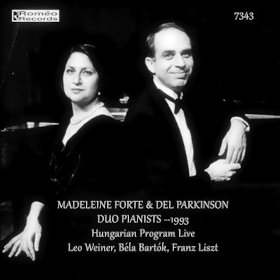 Roméo
Records
7343
MADELEINE FORTE & DEL PARKINSON
DUO PIANISTS --1993
Hungarian Program Live
Leo Weiner, Béla Bartók, Franz Liszt